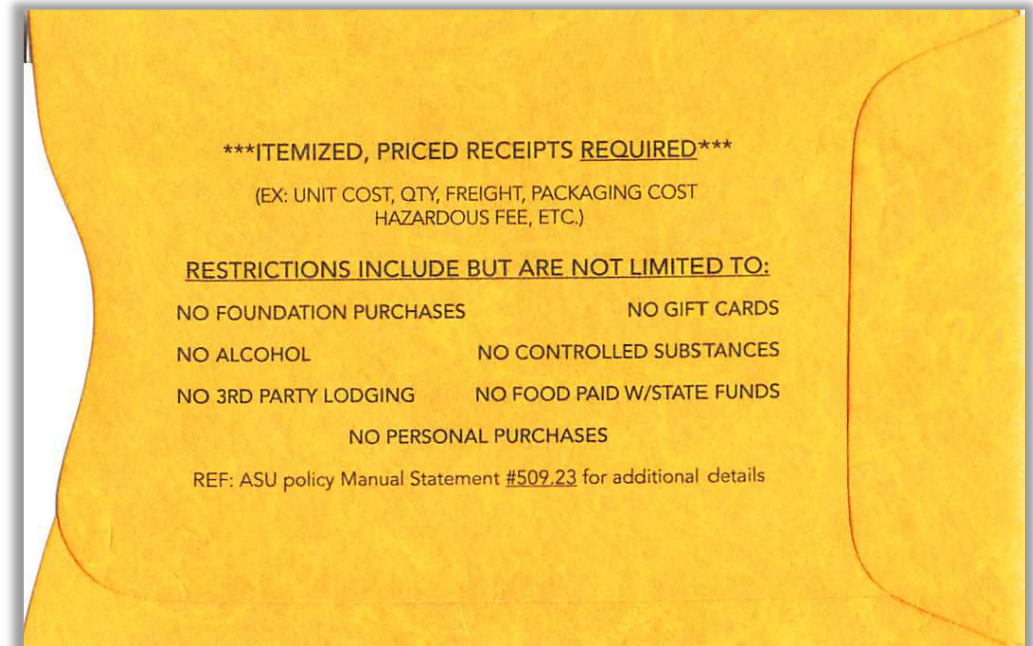 ***ITEMIZED, PRICED RECEIPTS REQUIRED***
(EX: UNIT COST, QTY, FREIGHT, PACKAGING COST
HAZARDOUS FEE, ETC.)
RESTRICTIONS INCLUDE BUT ARE NOT LIMITED TO:
NO FOUNDATION PURCHASES NO GIFT CARDS
NO ALCOHOL NO CONTROLLED SUBSTANCES
NO 3RD PARTY LODGING NO FOOD PAID W/STATE FUNDS
NO PERSONAL PURCHASES
REF: ASU policy Manual Statement #509.23 for additional details